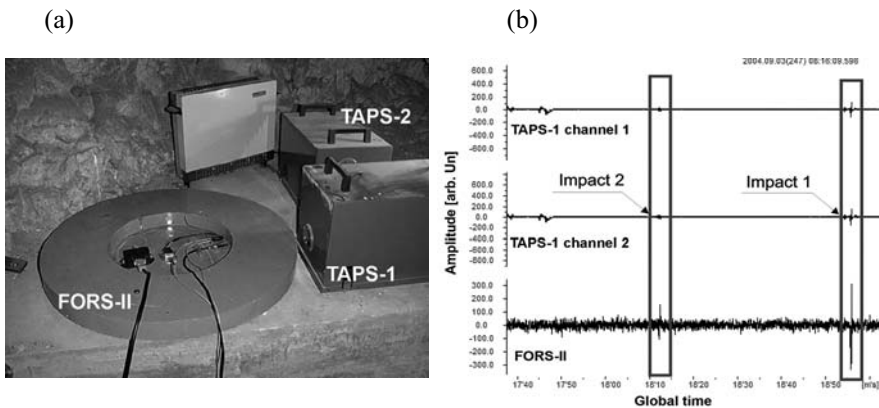 (a)
(b)
TAPS-2
TAPS-1
FORS-II
2004.09.03(247) 08:16:09.598
Amplitude [arb. Un]
600.0
400.0
200.0
0.0
-200.0
-400.0
-600.0
TAPS-1 channel 1
Impact 2
Impact 1
600.0
400.0
200.0
0.0
-200.0
-400.0
-600.0
-800.0
TAPS-1 channel 2
300.0
200.0
100.0
0.0
-100.0
-200.0
-300.0
FORS-II
17'40 17'50 18'00 18'10 18'20 18'30 18'40 18'50 [m's]
Global time